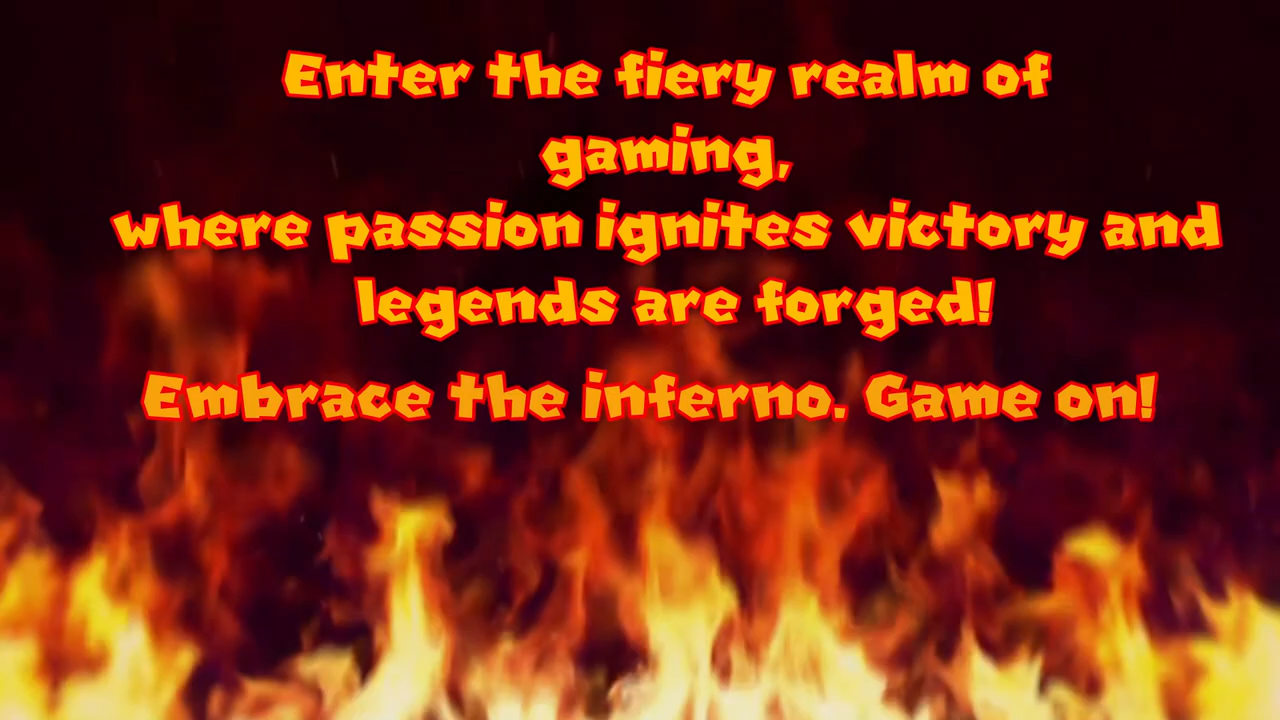 Enter the fiery realm of
gaming,
where passion ignites victory and
legends are forged!
Embrace the inferno. Game on!